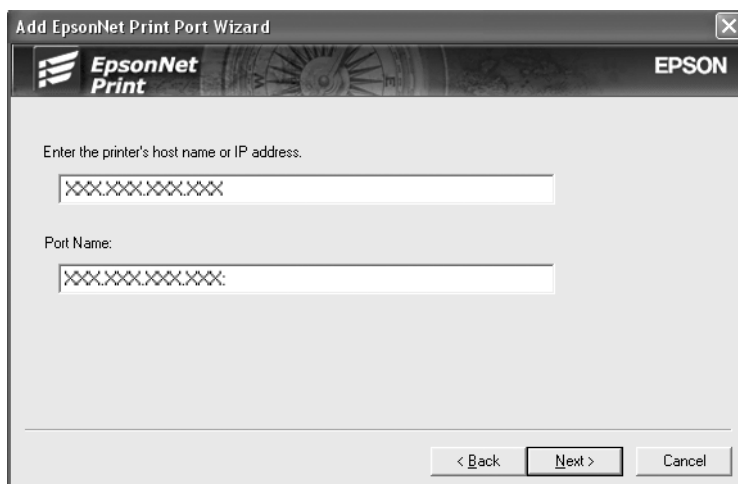 Add EpsonNet Print Port Wizard
EpsonNet
Print
EPSON
Enter the printer's host name or IP address.
XXX.XXX.XXX.XXX
Port Name:
XXX.XXX.XXX.XXX:
< Back
Next >
Cancel